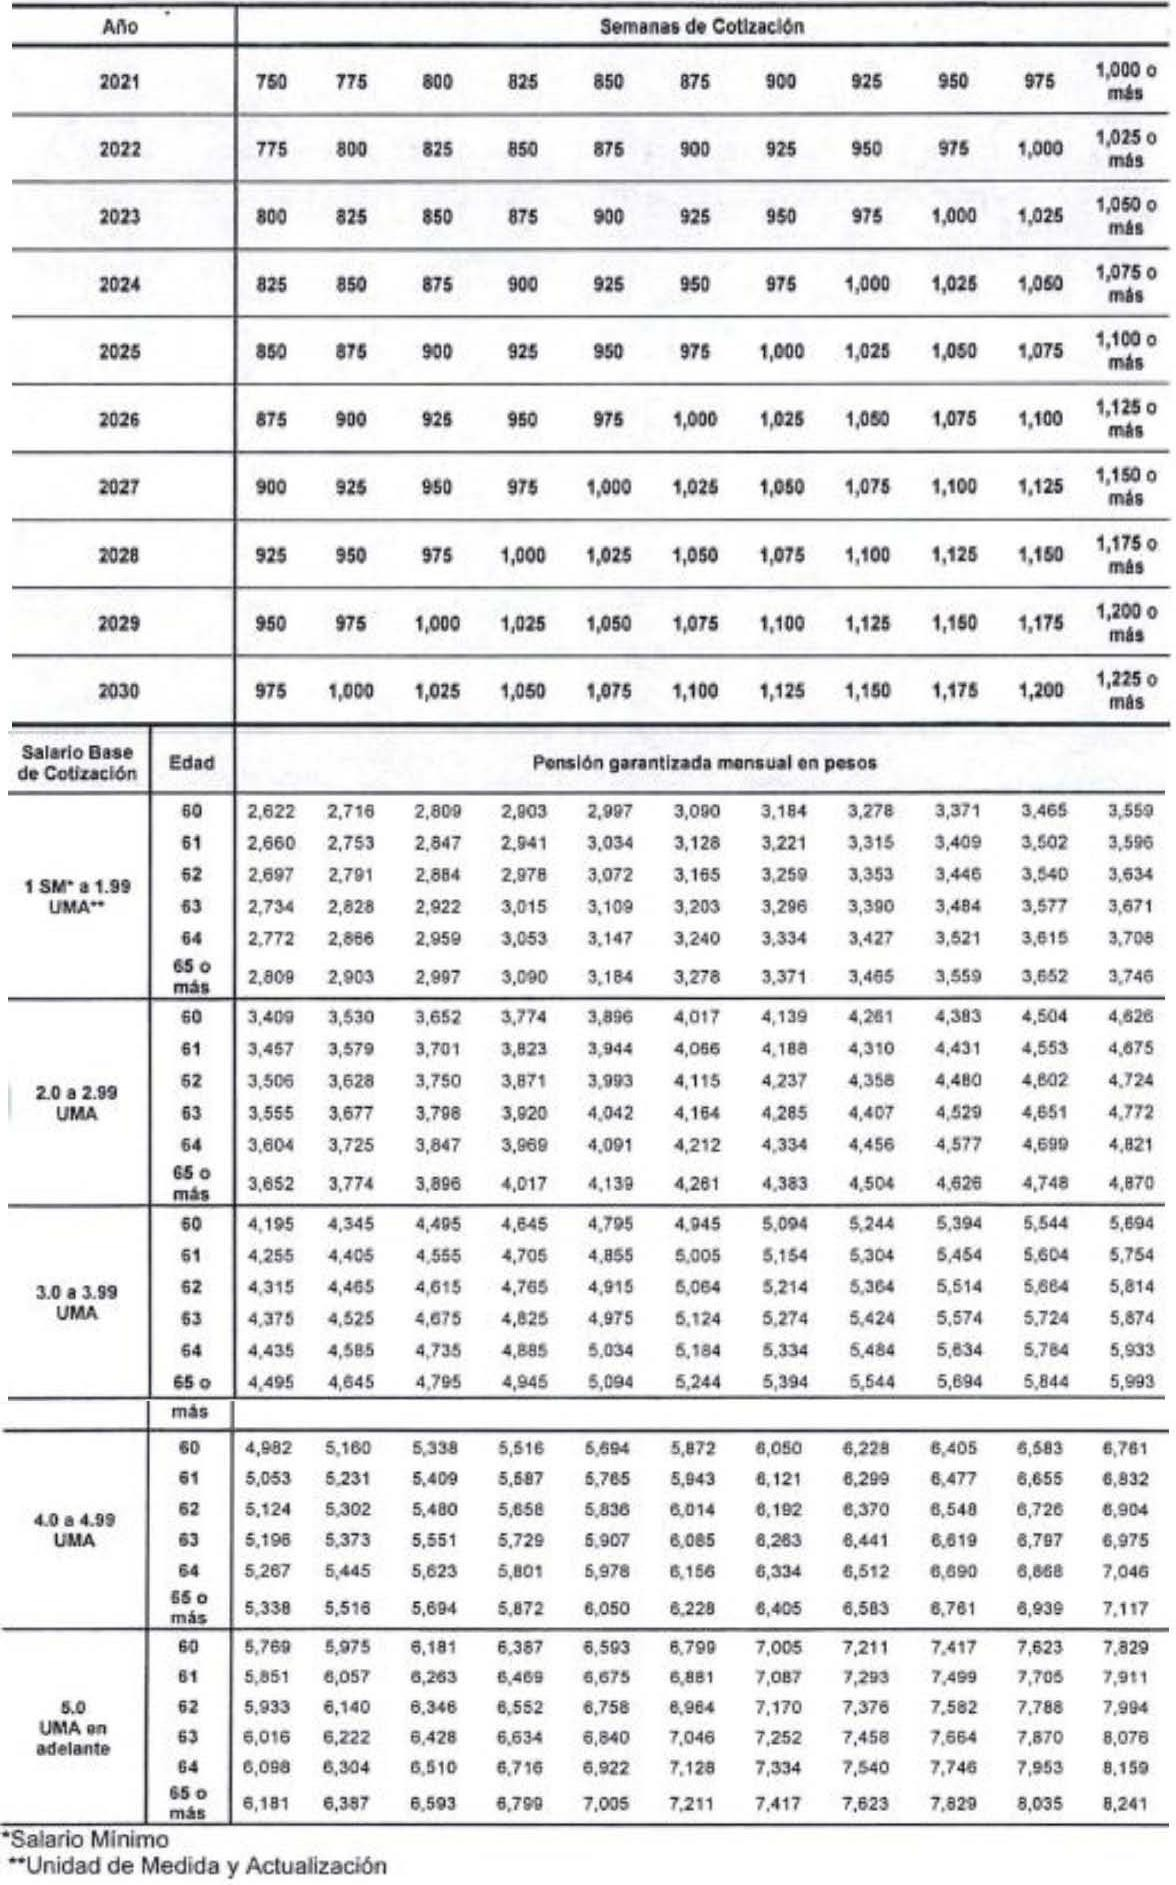 Año Semanas de Cotización
2021 750 775 800 825 850 875 900 925 950 975 1,000 o más
2022 775 800 825 850 875 900 925 950 975 1,000 1,025 o más
2023 800 825 850 875 900 925 950 975 1,000 1,025 1,050 o más
2024 825 850 875 900 925 950 975 1,000 1,025 1,050 1,075 o más
2025 850 875 900 925 950 975 1,000 1,025 1,050 1,075 1,100 o más
2026 875 900 925 950 975 1,000 1,025 1,050 1,075 1,100 1,125 o más
2027 900 925 950 975 1,000 1,025 1,050 1,075 1,100 1,125 1,150 o más
2028 925 950 975 1,000 1,025 1,050 1,075 1,100 1,125 1,150 1,175 o más
2029 950 975 1,000 1,025 1,050 1,075 1,100 1,125 1,150 1,175 1,200 o más
2030 975 1,000 1,025 1,050 1,075 1,100 1,125 1,150 1,175 1,200 1,225 o más
Salario Base de Cotización Edad Pensión garantizada mensual en pesos
1 SM* a 1.99 UMA**
60 2,622 2,716 2,809 2,903 2,997 3,090 3,184 3,278 3,371 3,465 3,559
61 2,660 2,753 2,847 2,941 3,034 3,128 3,221 3,315 3,409 3,502 3,596
62 2,697 2,791 2,884 2,978 3,072 3,165 3,259 3,353 3,446 3,540 3,634
63 2,734 2,828 2,922 3,015 3,109 3,203 3,296 3,390 3,484 3,577 3,671
64 2,772 2,866 2,959 3,053 3,147 3,240 3,334 3,427 3,521 3,615 3,708
65 o más 2,809 2,903 2,997 3,090 3,184 3,278 3,371 3,465 3,559 3,652 3,746
2.0 a 2.99 UMA
60 3,409 3,530 3,652 3,774 3,896 4,017 4,139 4,261 4,383 4,504 4,626
61 3,457 3,579 3,701 3,823 3,944 4,066 4,188 4,310 4,431 4,553 4,675
62 3,506 3,628 3,750 3,871 3,993 4,115 4,237 4,358 4,480 4,602 4,724
63 3,555 3,677 3,798 3,920 4,042 4,164 4,285 4,407 4,529 4,651 4,772
64 3,604 3,725 3,847 3,969 4,091 4,212 4,334 4,456 4,577 4,699 4,821
65 o más 3,652 3,774 3,896 4,017 4,139 4,261 4,383 4,504 4,626 4,748 4,870
3.0 a 3.99 UMA
60 4,195 4,345 4,495 4,645 4,795 4,945 5,094 5,244 5,394 5,544 5,694
61 4,255 4,405 4,555 4,705 4,855 5,005 5,154 5,304 5,454 5,604 5,754
62 4,315 4,465 4,615 4,765 4,915 5,064 5,214 5,364 5,514 5,664 5,814
63 4,375 4,525 4,675 4,825 4,975 5,124 5,274 5,424 5,574 5,724 5,874
64 4,435 4,585 4,735 4,885 5,034 5,184 5,334 5,484 5,634 5,784 5,933
65 o 4,495 4,645 4,795 4,945 5,094 5,244 5,394 5,544 5,694 5,844 5,993
más
4.0 a 4.99 UMA
60 4,982 5,160 5,338 5,516 5,694 5,872 6,050 6,228 6,405 6,583 6,761
61 5,053 5,231 5,409 5,587 5,765 5,943 6,121 6,299 6,477 6,655 6,832
62 5,124 5,302 5,480 5,658 5,836 6,014 6,192 6,370 6,548 6,726 6,904
63 5,196 5,373 5,551 5,729 5,907 6,085 6,263 6,441 6,619 6,797 6,975
64 5,267 5,445 5,623 5,801 5,978 6,156 6,334 6,512 6,690 6,868 7,046
65 o más 5,338 5,516 5,694 5,872 6,050 6,228 6,405 6,583 6,761 6,939 7,117
5.0 UMA en adelante
60 5,769 5,975 6,181 6,387 6,593 6,799 7,005 7,211 7,417 7,623 7,829
61 5,851 6,057 6,263 6,469 6,675 6,881 7,087 7,293 7,499 7,705 7,911
62 5,933 6,140 6,346 6,552 6,758 6,964 7,170 7,376 7,582 7,788 7,994
63 6,016 6,222 6,428 6,634 6,840 7,046 7,252 7,458 7,664 7,870 8,076
64 6,098 6,304 6,510 6,716 6,922 7,128 7,334 7,540 7,746 7,953 8,159
65 o más 6,181 6,387 6,593 6,799 7,005 7,211 7,417 7,623 7,829 8,035 8,241
*Salario Mínimo
**Unidad de Medida y Actualización